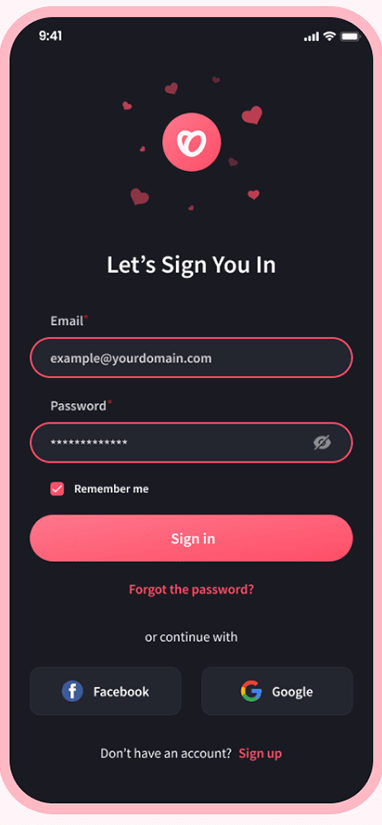 9:41
Let’s Sign You In
Email*
example@yourdomain.com
Password*
*************
Remember me
Sign in
Forgot the password?
or continue with
Facebook
Google
Don’t have an account? Sign up